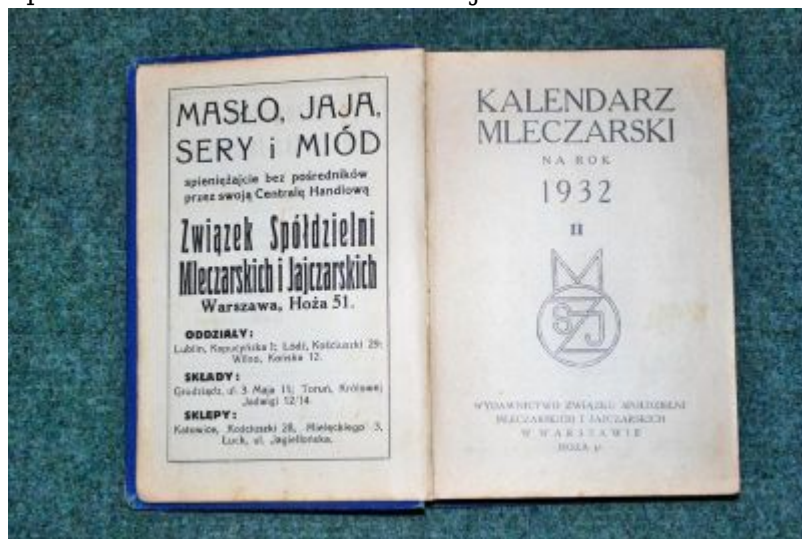 MASŁO, JAJA,
SERY i MIÓD
spieniężajcie bez pośredników
przez swoją Centralę Handlową
Związek Spółdzielni
Mleczarskich i Jajczarskich
Warszawa, Hoża 51.
ODDZIAŁY:
Lublin, Kapucyńska 1; Łódź, Kościuszki 29;
Wilno, Końska 12.
SKŁADY:
Grudziądz, ul. 3 Maja 11; Toruń, Królowej
Jadwigi 12/14.
SKLEPY:
Katowice, Kościuszki 28, Mielęckiego 3,
Łuck, ul. Jagiellońska.
KALENDARZ
MLECZARSKI
NA ROK
1932
II
M
S Z J
WYDAWNICTWO ZWIĄZKU SPÓŁDZIELNI
MLECZARSKICH I JAJCZARSKICH
W WARSZAWIE
HOŻA 51